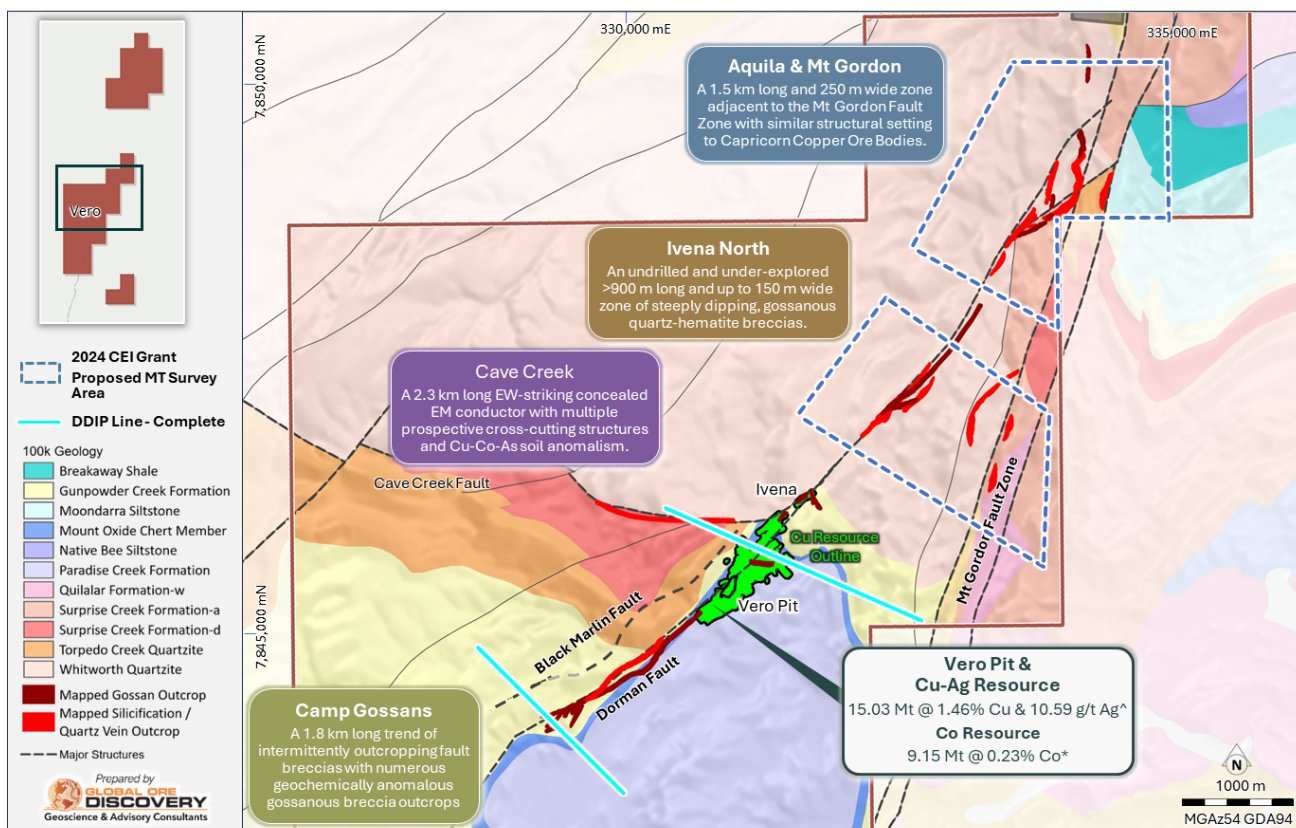 330,000 mE
335,000 mE
7,850,000 mN
7,845,000 mN
Vero
2024 CEI Grant
Proposed MT Survey
Area
DDIP Line - Complete
100k Geology
Breakaway Shale
Gunpowder Creek Formation
Moondarra Siltstone
Mount Oxide Chert Member
Native Bee Siltstone
Paradise Creek Formation
Quilalar Formation-w
Surprise Creek Formation-a
Surprise Creek Formation-d
Torpedo Creek Quartzite
Whitworth Quartzite
Mapped Gossan Outcrop
Mapped Silicification /
Quartz Vein Outcrop
Major Structures
Prepared by
GLOBAL ORE
DISCOVERY
Geoscience & Advisory Consultants
Aquila & Mt Gordon
A 1.5 km long and 250 m wide zone
adjacent to the Mt Gordon Fault
Zone with similar structural setting
to Capricorn Copper Ore Bodies.
Ivena North
An undrilled and under-explored
>900 m long and up to 150 m wide
zone of steeply dipping, gossanous
quartz-hematite breccias.
Cave Creek
A 2.3 km long EW-striking concealed
EM conductor with multiple
prospective cross-cutting structures
and Cu-Co-As soil anomalism.
Cave Creek Fault
Ivena
Cu Resource
Outline
Vero Pit
Mt Gordon Fault Zone
Black Marlin Fault
Dorman Fault
Camp Gossans
A 1.8 km long trend of
intermittently outcropping fault
breccias with numerous
geochemically anomalous
gossanous breccia outcrops
Vero Pit &
Cu-Ag Resource
15.03 Mt @ 1.46% Cu & 10.59 g/t Ag^
Co Resource
9.15 Mt @ 0.23% Co*
N
1000 m
MGAz54 GDA94